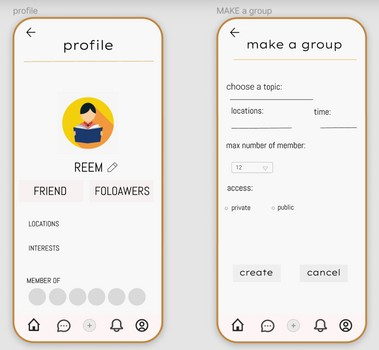 profile
profile
REEM
FRIEND
FOLOAWERS
LOCATIONS
INTERESTS
MEMBER OF
MAKE a group
make a group
choose a topic:
locations: time:
max number of member:
12
access:
private public
create cancel